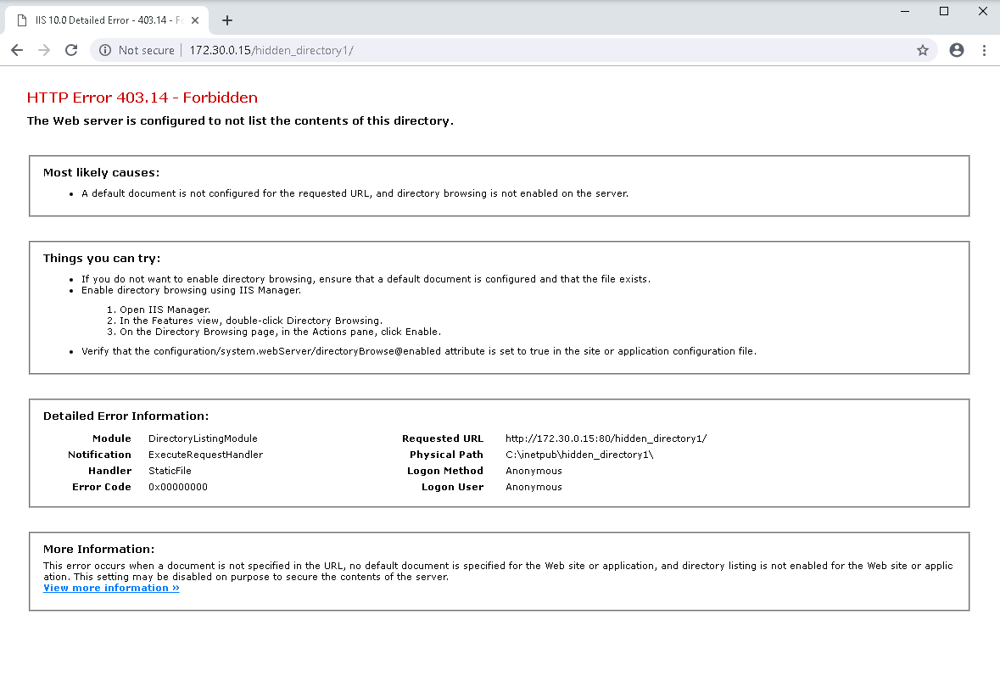 IIS 10.0 Detailed Error - 403.14 - F
Not secure 172.30.0.15/hidden_directory1/
HTTP Error 403.14 - Forbidden
The Web server is configured to not list the contents of this directory.
Most likely causes:
• A default document is not configured for the requested URL, and directory browsing is not enabled on the server.
Things you can try:
• If you do not want to enable directory browsing, ensure that a default document is configured and that the file exists.
• Enable directory browsing using IIS Manager.
1. Open IIS Manager.
2. In the Features view, double-click Directory Browsing.
3. On the Directory Browsing page, in the Actions pane, click Enable.
• Verify that the configuration/system.webServer/directoryBrowse@enabled attribute is set to true in the site or application configuration file.
Detailed Error Information:
Module DirectoryListingModule
Notification ExecuteRequestHandler
Handler StaticFile
Error Code 0x00000000
Requested URL http://172.30.0.15:80/hidden_directory1/
Physical Path C:\inetpub\hidden_directory1\
Logon Method Anonymous
Logon User Anonymous
More Information:
This error occurs when a document is not specified in the URL, no default document is specified for the Web site or application, and directory listing is not enabled for the Web site or applic
ation. This setting may be disabled on purpose to secure the contents of the server.
View more information »